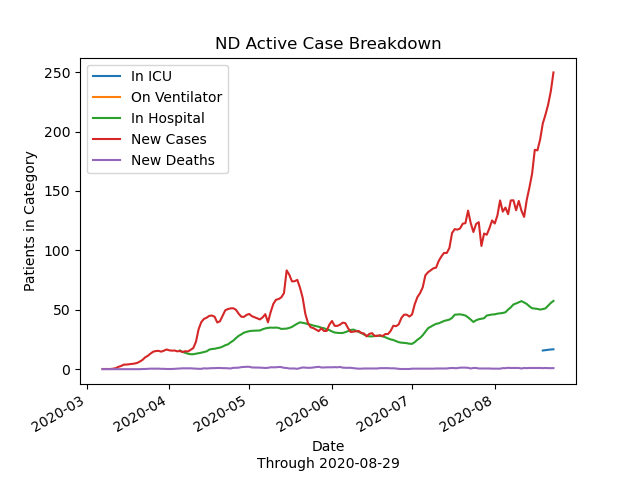 ND Active Case Breakdown
In ICU
On Ventilator
In Hospital
New Cases
New Deaths
Patients in Category
250
200
150
100
50
0
2020-03
2020-04
2020-05
2020-06
2020-07
2020-08
Date
Through 2020-08-29